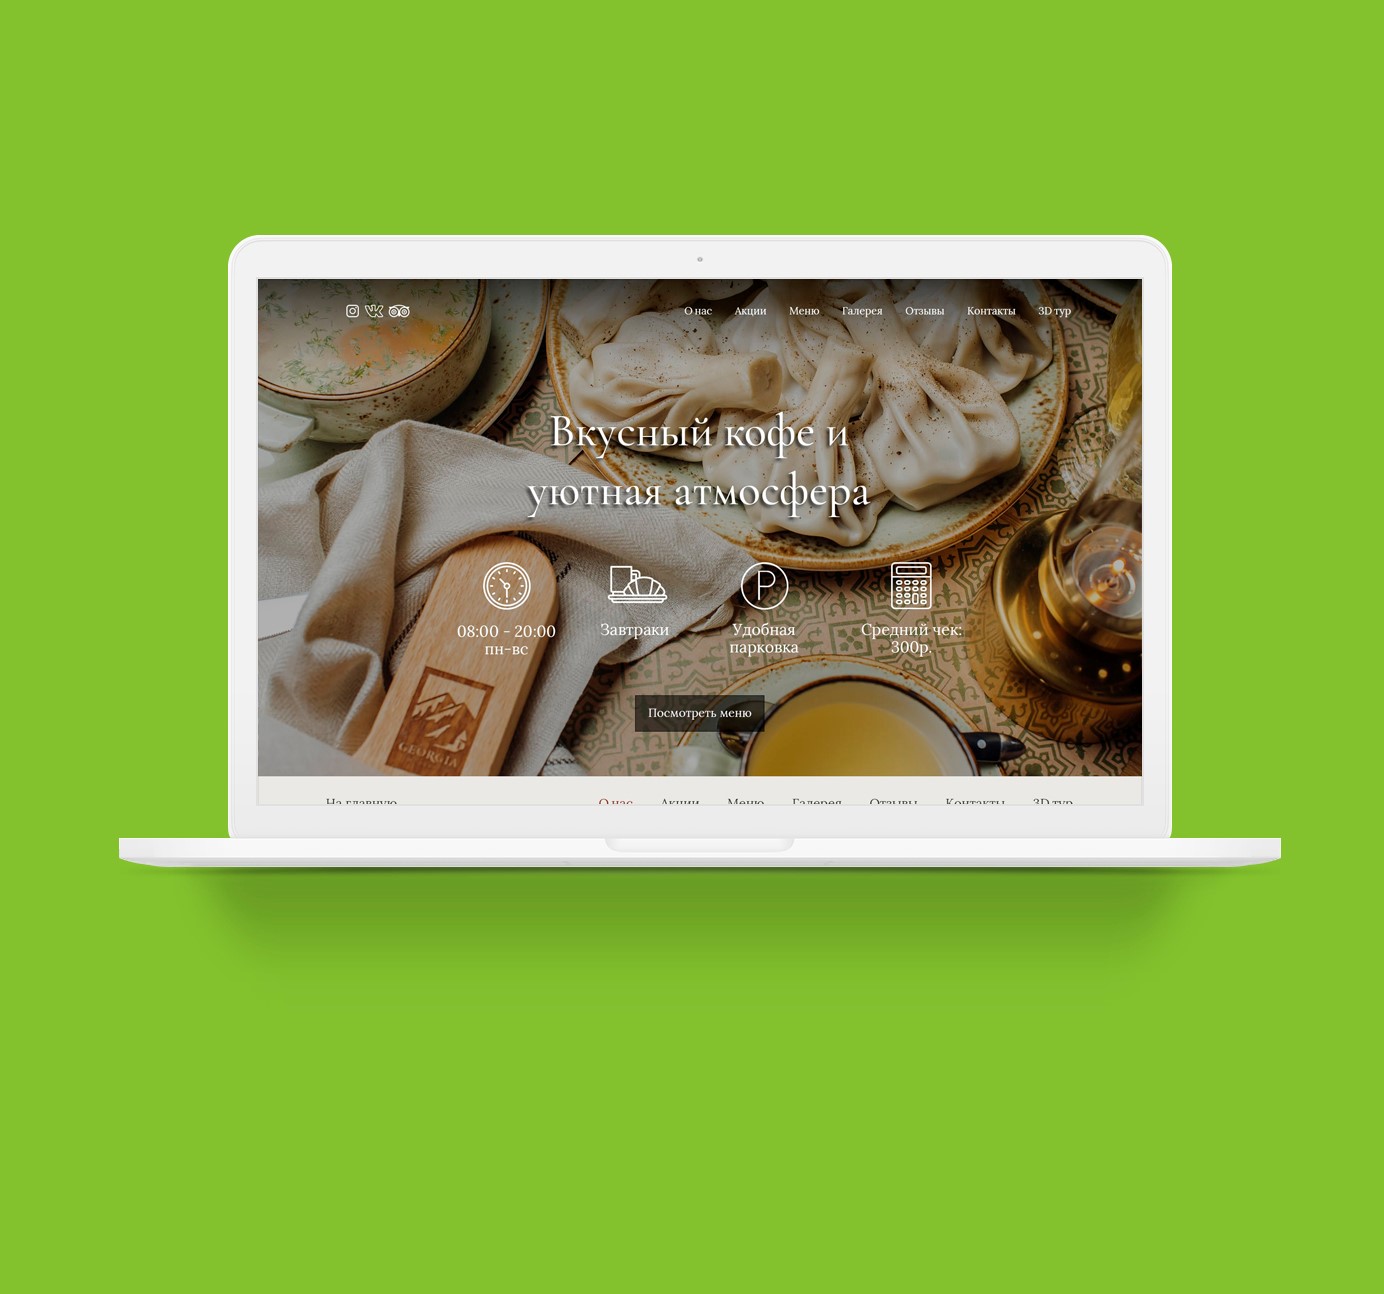 О нас Акции Меню Галерея Отзывы Контакты 3D тур
Вкусный кофе и
уютная атмосфера
08:00 - 20:00
пн-вс
Завтраки
Удобная
парковка
Средний чек:
300р.
Посмотреть меню
GEORGIA
На главную О нас Акции Меню Галерея Отзывы Контакты 3D тур